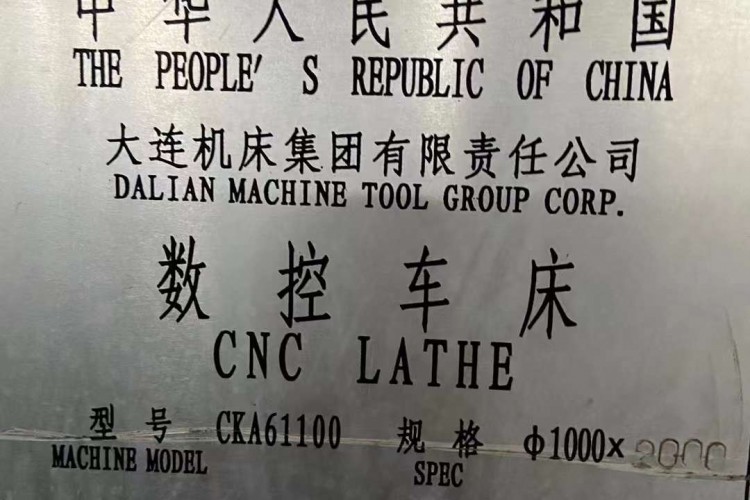 中华人民共和国
THE PEOPLE' S REPUBLIC OF CHINA
大连机床集团有限责任公司
DALIAN MACHINE TOOL GROUP CORP.
数控车床
CNC LATHE
型号 CKA61100 规格 φ1000×2000
MACHINE MODEL SPEC